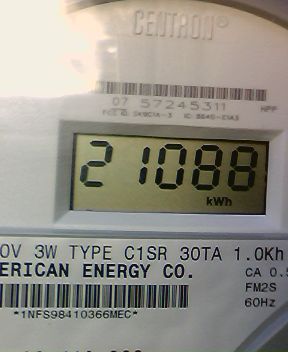 CENTRON®
07 57245311
HPP
21088
kWh
0V 3W TYPE C1SR 30TA 1.0Kh
ERICAN ENERGY CO.
CA 0.5
FM2S
60Hz
*1NFS98410366MEC*